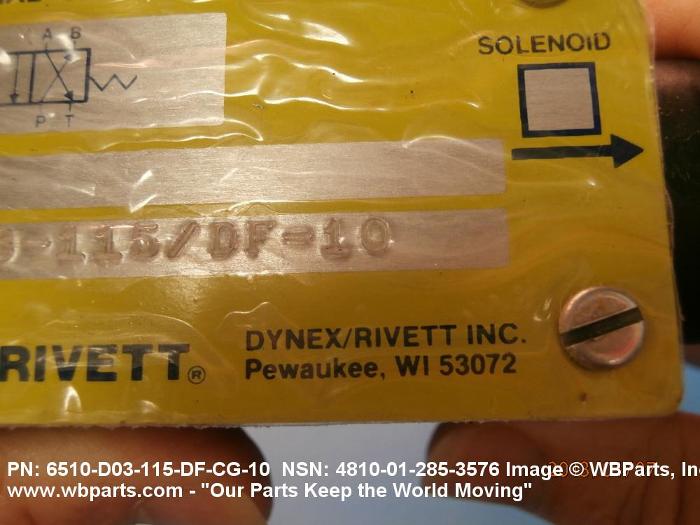 A B
SOLENOID
P T
-115/DF-10
RIVETT®
DYNEX/RIVETT INC.
Pewaukee, WI 53072
PN: 6510-D03-115-DF-CG-10 NSN: 4810-01-285-3576 Image © WBParts, Inc
www.wbparts.com - "Our Parts Keep the World Moving"